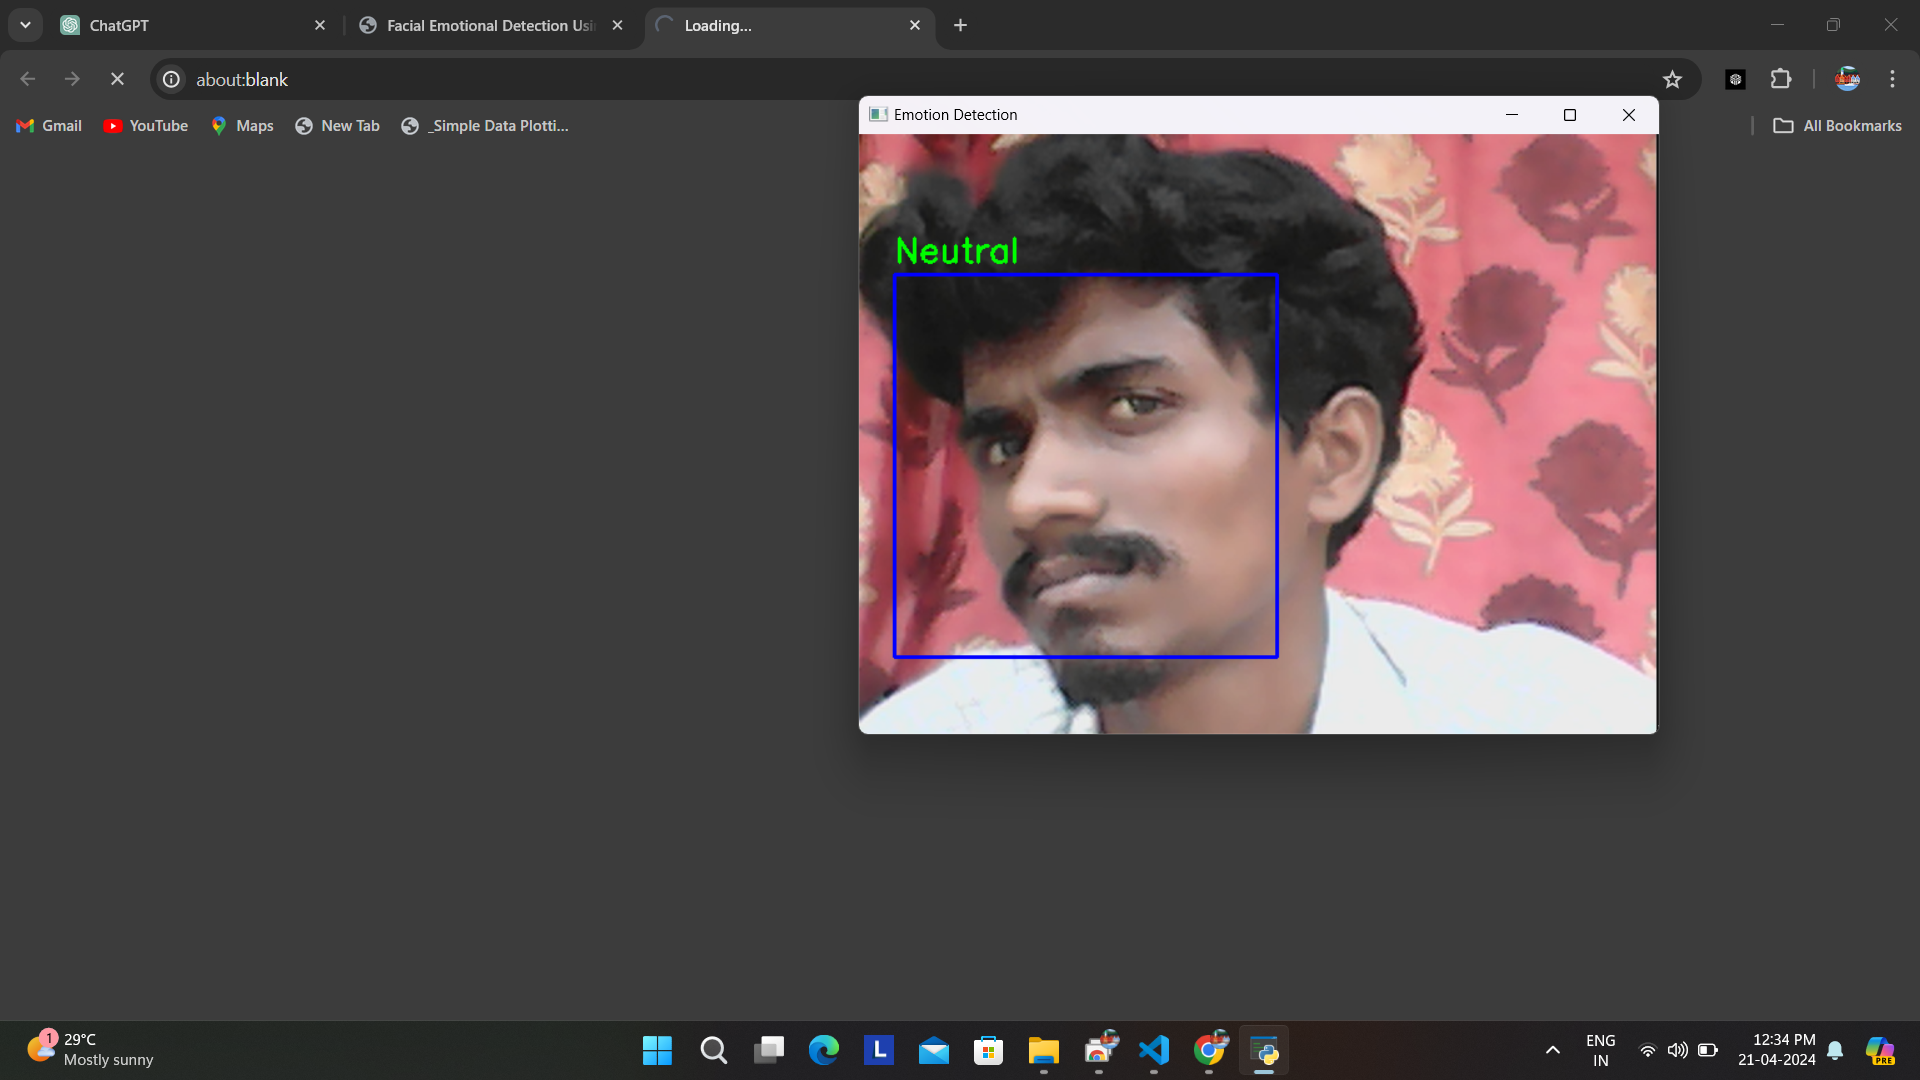 ChatGPT
Facial Emotional Detection Usi
Loading...
about:blank
Gmail
YouTube
Maps
New Tab
_Simple Data Plotti...
All Bookmarks
Emotion Detection
Neutral
1
29°C
Mostly sunny
L
PRE
ENG
IN
12:34 PM
21-04-2024